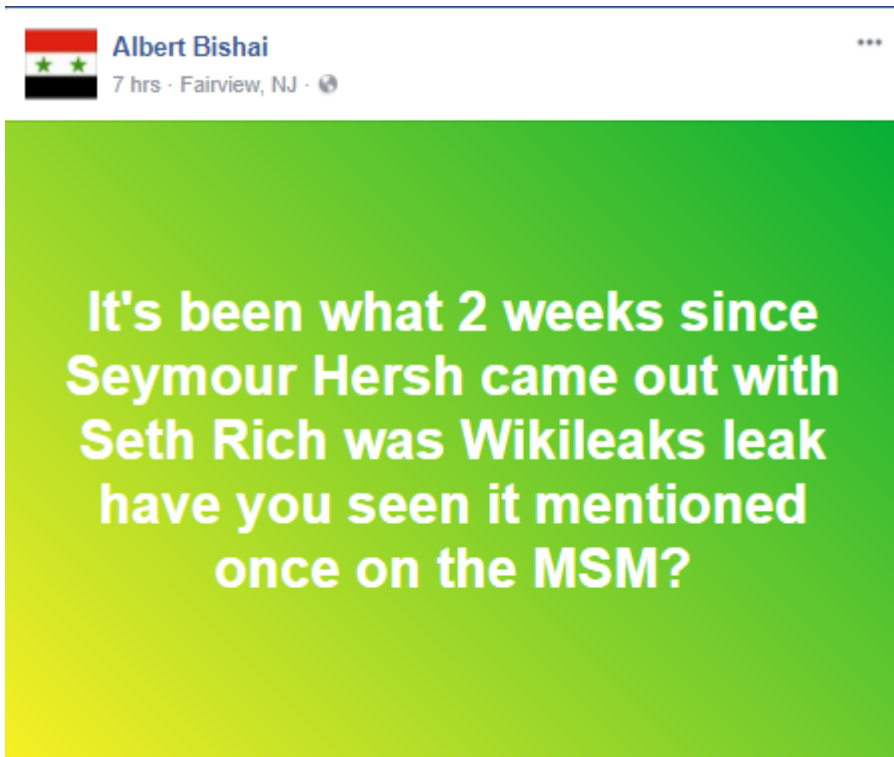 Albert Bishai
7 hrs · Fairview, NJ ·
It's been what 2 weeks since
Seymour Hersh came out with
Seth Rich was Wikileaks leak
have you seen it mentioned
once on the MSM?